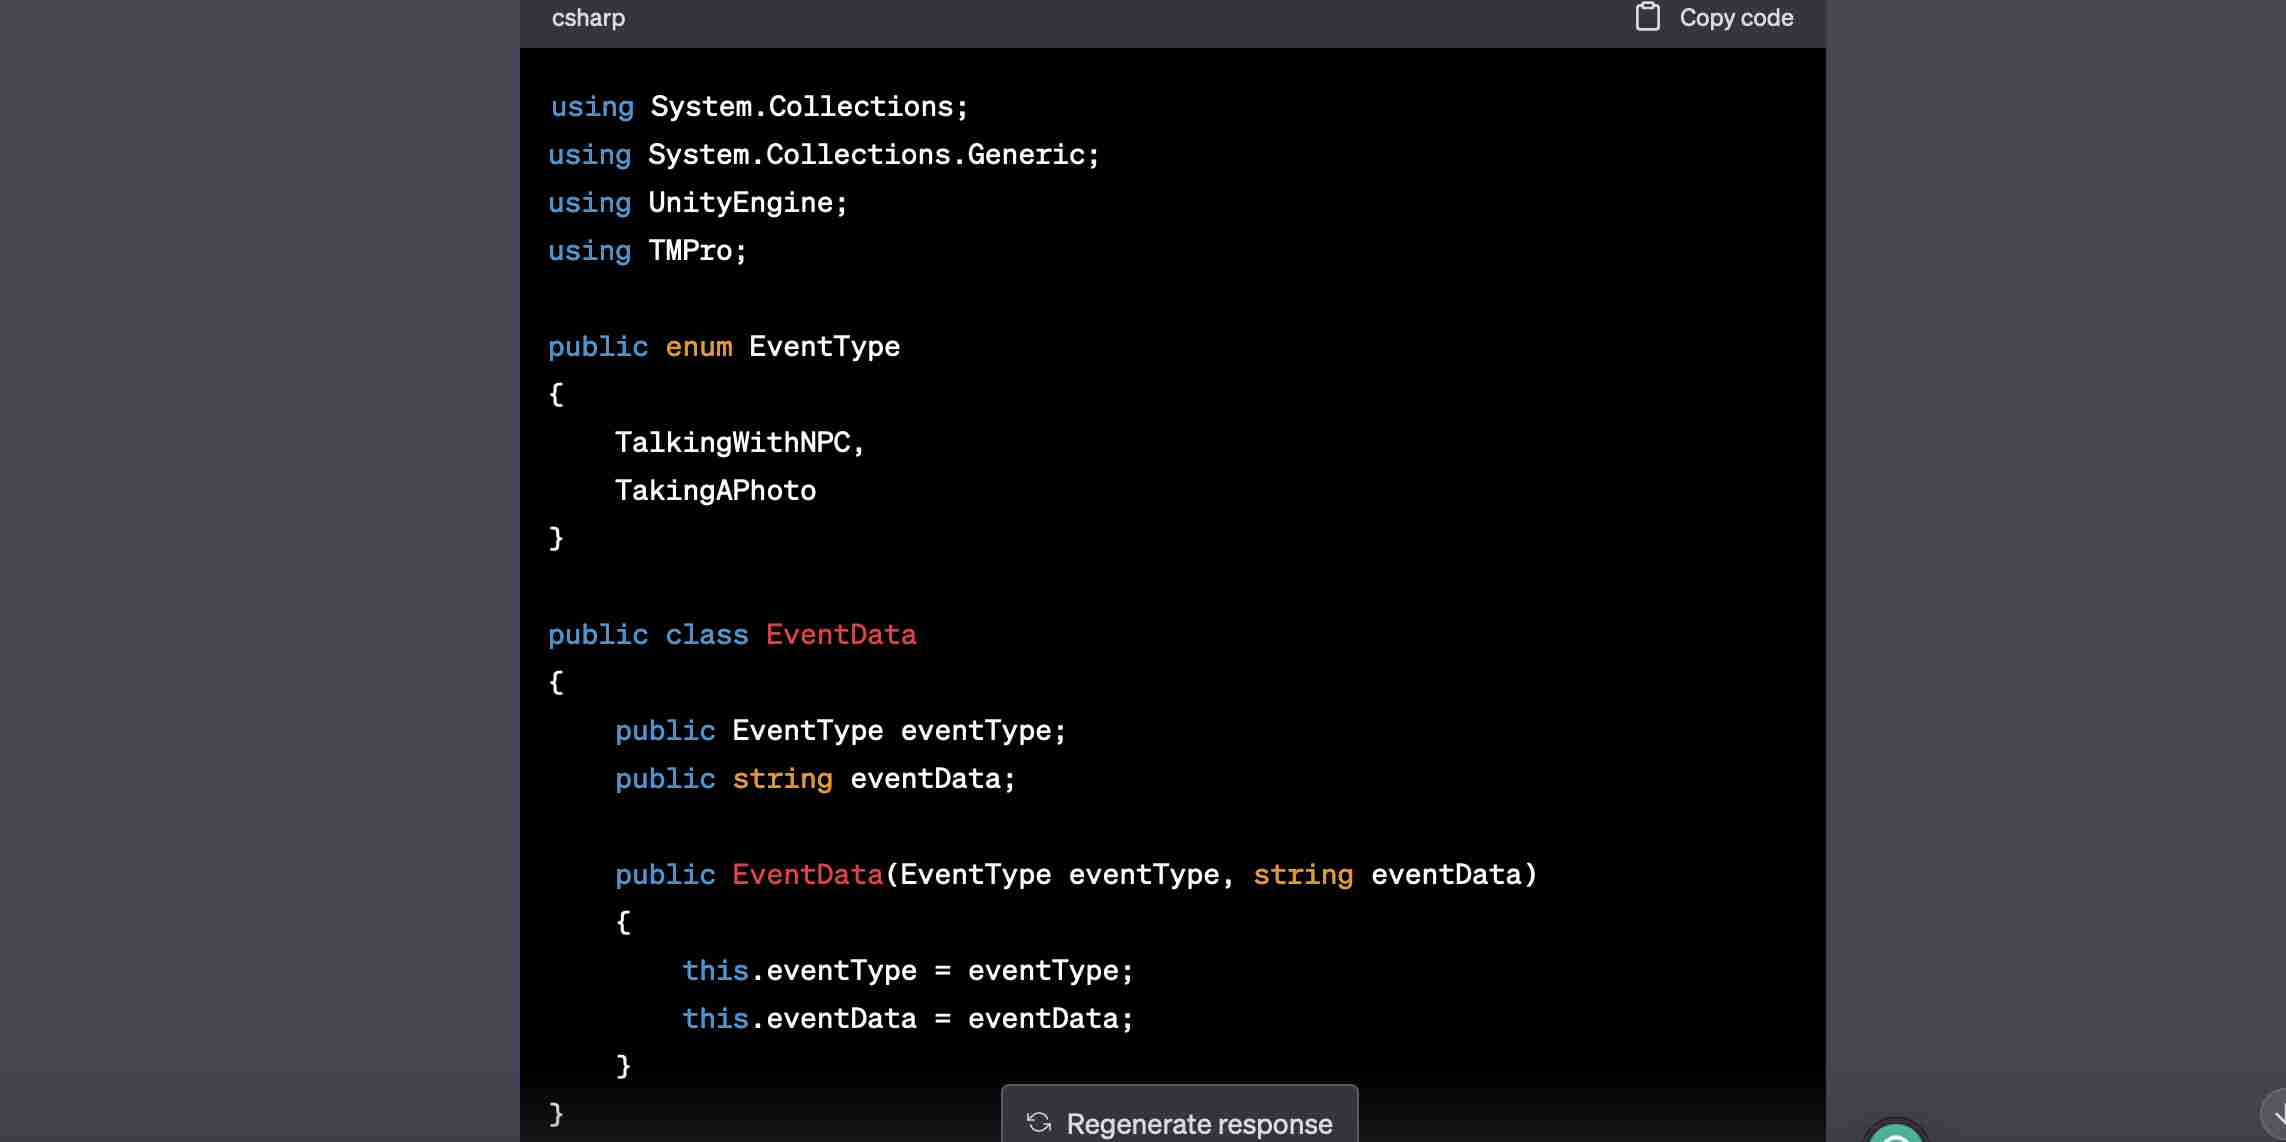 csharp
Copy code
using System.Collections;
using System.Collections.Generic;
using UnityEngine;
using TMPro;
public enum EventType
{
TalkingWithNPC,
TakingAPhoto
}
public class EventData
{
public EventType eventType;
public string eventData;
public EventData(EventType eventType, string eventData)
{
this.eventType = eventType;
this.eventData = eventData;
}
}
Regenerate response